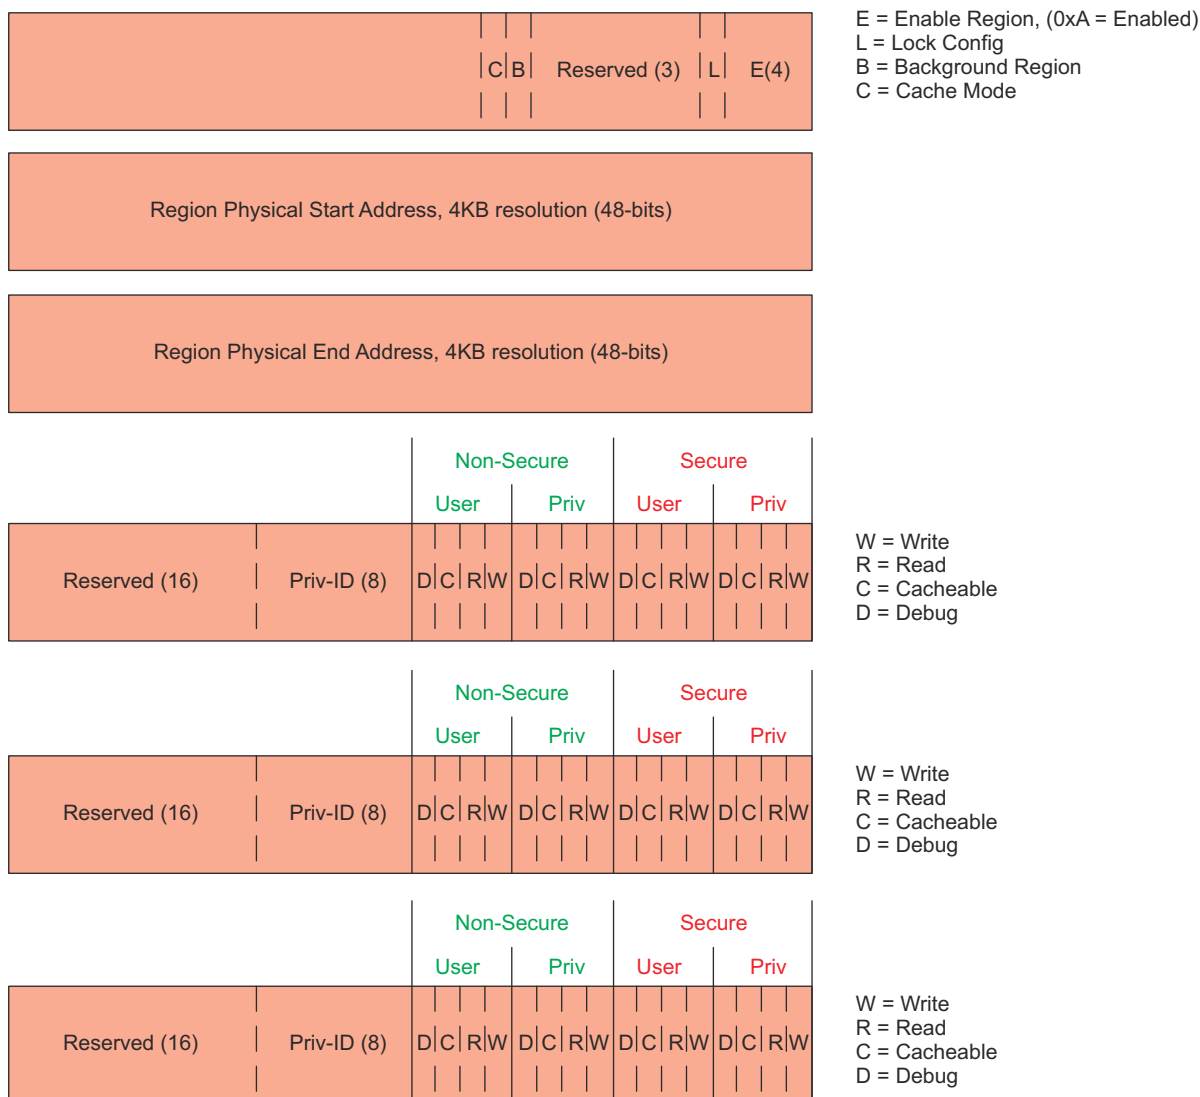 E = Enable Region, (0xA = Enabled)
L = Lock Config
B = Background Region
C = Cache Mode
C B Reserved (3) L E(4)
Region Physical Start Address, 4KB resolution (48-bits)
Region Physical End Address, 4KB resolution (48-bits)
Non-Secure Secure
User Priv User Priv
Reserved (16) Priv-ID (8) D C R W D C R W D C R W D C R W
W = Write
R = Read
C = Cacheable
D = Debug
Non-Secure Secure
User Priv User Priv
Reserved (16) Priv-ID (8) D C R W D C R W D C R W D C R W
W = Write
R = Read
C = Cacheable
D = Debug
Non-Secure Secure
User Priv User Priv
Reserved (16) Priv-ID (8) D C R W D C R W D C R W D C R W
W = Write
R = Read
C = Cacheable
D = Debug